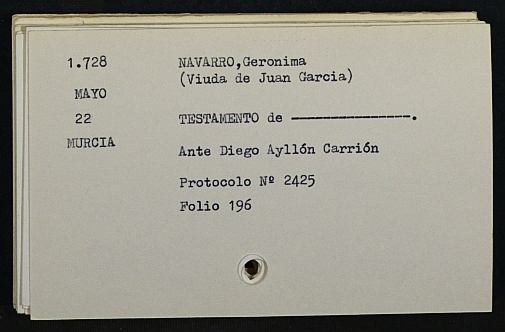 1.728 NAVARRO,Geronima
(Viuda de Juan Garcia)
MAYO
22 TESTAMENTO de ----------------.
MURCIA
Ante Diego Ayllón Carrión
Protocolo Nº 2425
Folio 196